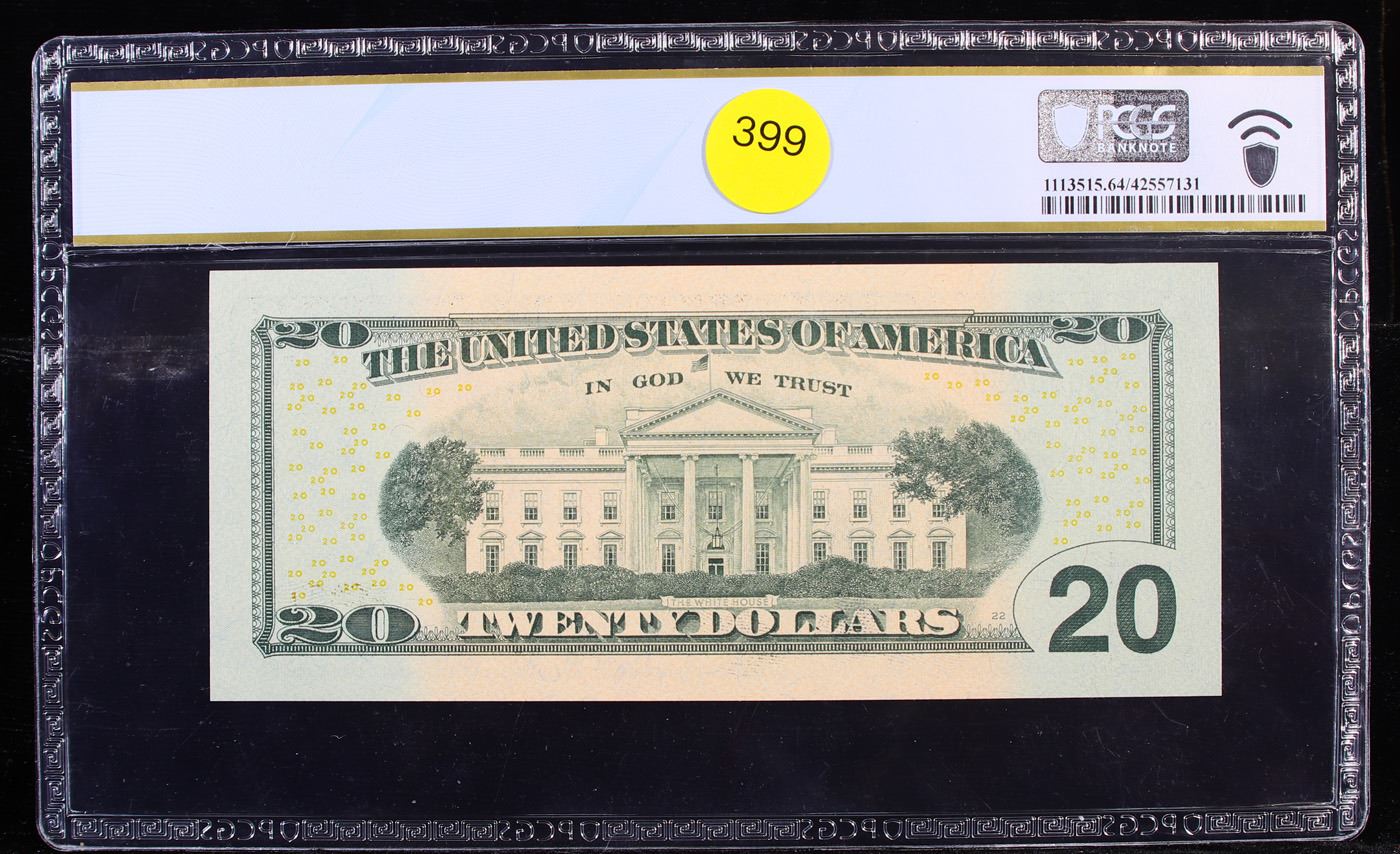 399
PCGS
BANKNOTE
1113515.64/42557131
20 20
THE UNITED STATES OF AMERICA
IN GOD WE TRUST
THE WHITE HOUSE
20 TWENTY DOLLARS 22 20